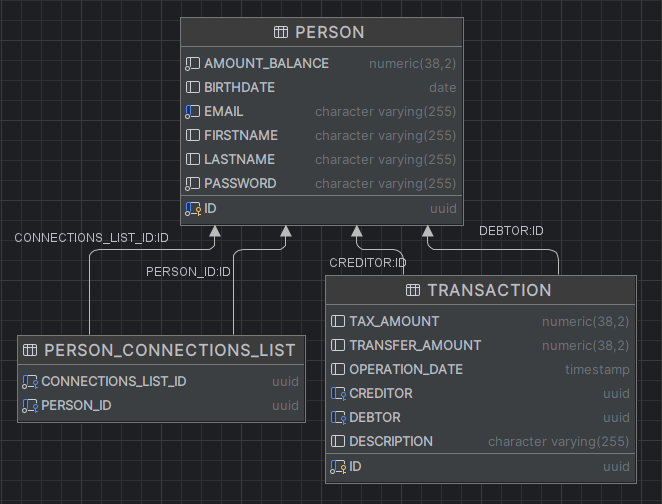 PERSON
AMOUNT_BALANCE numeric(38,2)
BIRTHDATE date
EMAIL character varying(255)
FIRSTNAME character varying(255)
LASTNAME character varying(255)
PASSWORD character varying(255)
ID uuid
CONNECTIONS_LIST_ID:ID
PERSON_ID:ID
CREDITOR:ID
DEBTOR:ID
PERSON_CONNECTIONS_LIST
CONNECTIONS_LIST_ID uuid
PERSON_ID uuid
TRANSACTION
TAX_AMOUNT numeric(38,2)
TRANSFER_AMOUNT numeric(38,2)
OPERATION_DATE timestamp
CREDITOR uuid
DEBTOR uuid
DESCRIPTION character varying(255)
ID uuid